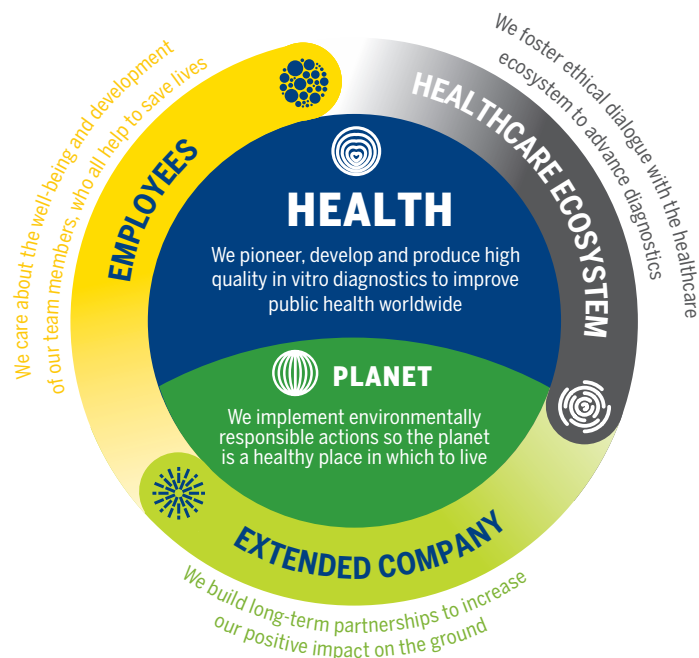 We care about the well-being and development
of our team members, who all help to save lives
EMPLOYEES
HEALTHCARE ECOSYSTEM
We foster ethical dialogue with the healthcare
ecosystem to advance diagnostics
HEALTH
We pioneer, develop and produce high
quality in vitro diagnostics to improve
public health worldwide
PLANET
We implement environmentally
responsible actions so the planet
is a healthy place in which to live
EXTENDED COMPANY
We build long-term partnerships to increase
our positive impact on the ground